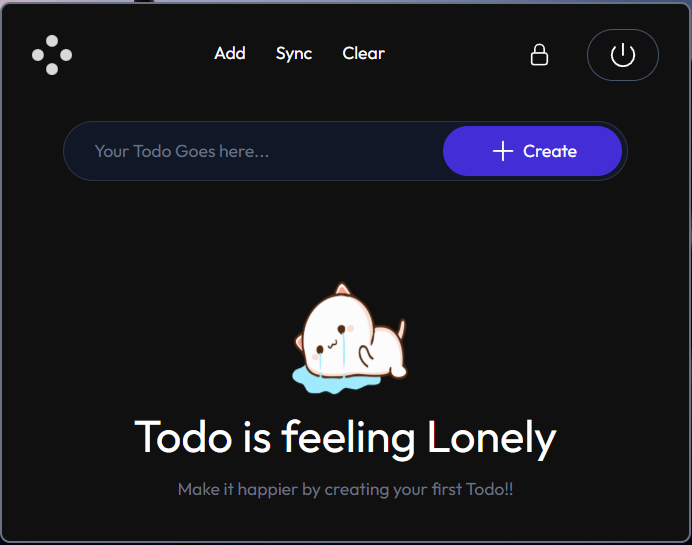 Add Sync Clear
Your Todo Goes here... Create
Todo is feeling Lonely
Make it happier by creating your first Todo!!